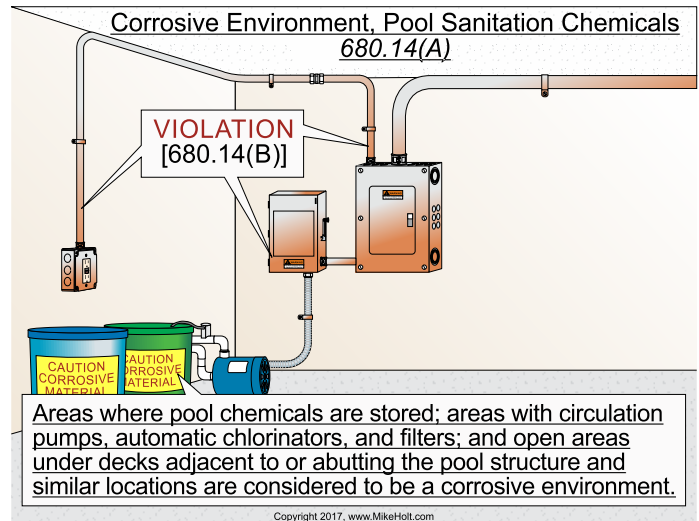 Corrosive Environment, Pool Sanitation Chemicals
680.14(A)
VIOLATION
[680.14(B)]
CAUTION
CORROSIVE
MATERIAL
CAUTION
ORROSIVE
MATERIAL
Areas where pool chemicals are stored; areas with circulation
pumps, automatic chlorinators, and filters; and open areas
under decks adjacent to or abutting the pool structure and
similar locations are considered to be a corrosive environment.
Copyright 2017, www.MikeHolt.com